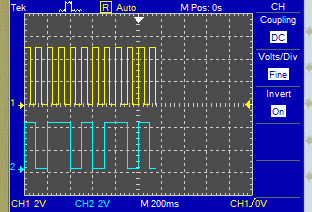 Tek R Auto M Pos: 0s CH
Coupling
DC
Volts/Div
Fine
Invert
On
1
2
CH1 2V CH2 2V M 200ms CH1/0V